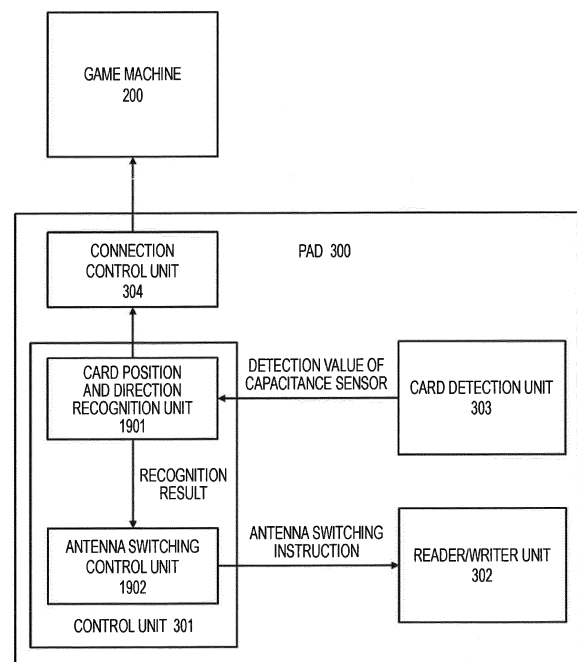 GAME MACHINE
200
CONNECTION
CONTROL UNIT
304
PAD 300
CARD POSITION
AND DIRECTION
RECOGNITION UNIT
1901
DETECTION VALUE OF
CAPACITANCE SENSOR
CARD DETECTION UNIT
303
RECOGNITION
RESULT
ANTENNA SWITCHING
CONTROL UNIT
1902
ANTENNA SWITCHING
INSTRUCTION
READER/WRITER UNIT
302
CONTROL UNIT 301